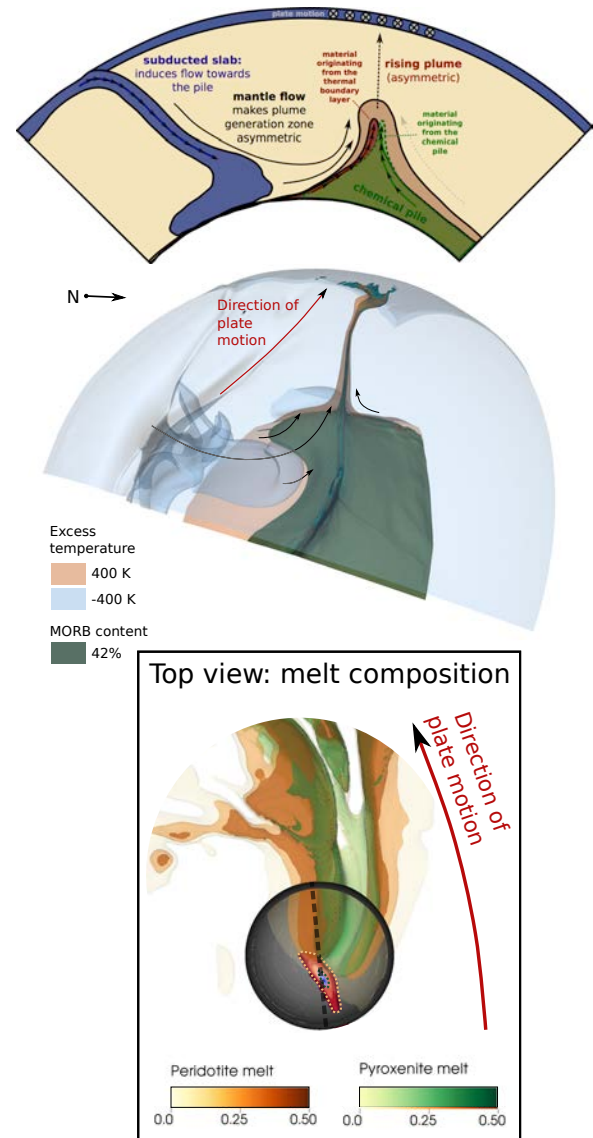 plate motion
subducted slab:
induces flow towards
the pile
mantle flow
makes plume
generation zone
asymmetric
material
originating
from the
thermal
boundary
layer
rising plume
(asymmetric)
material
originating
from the
chemical
pile
chemical pile
N
Direction of
plate
motion
Excess
temperature
400 K
-400 K
MORB content
42%
Top view: melt composition
Direction of
plate motion
Peridotite melt
0.0 0.25 0.50
Pyroxenite melt
0.0 0.25 0.50